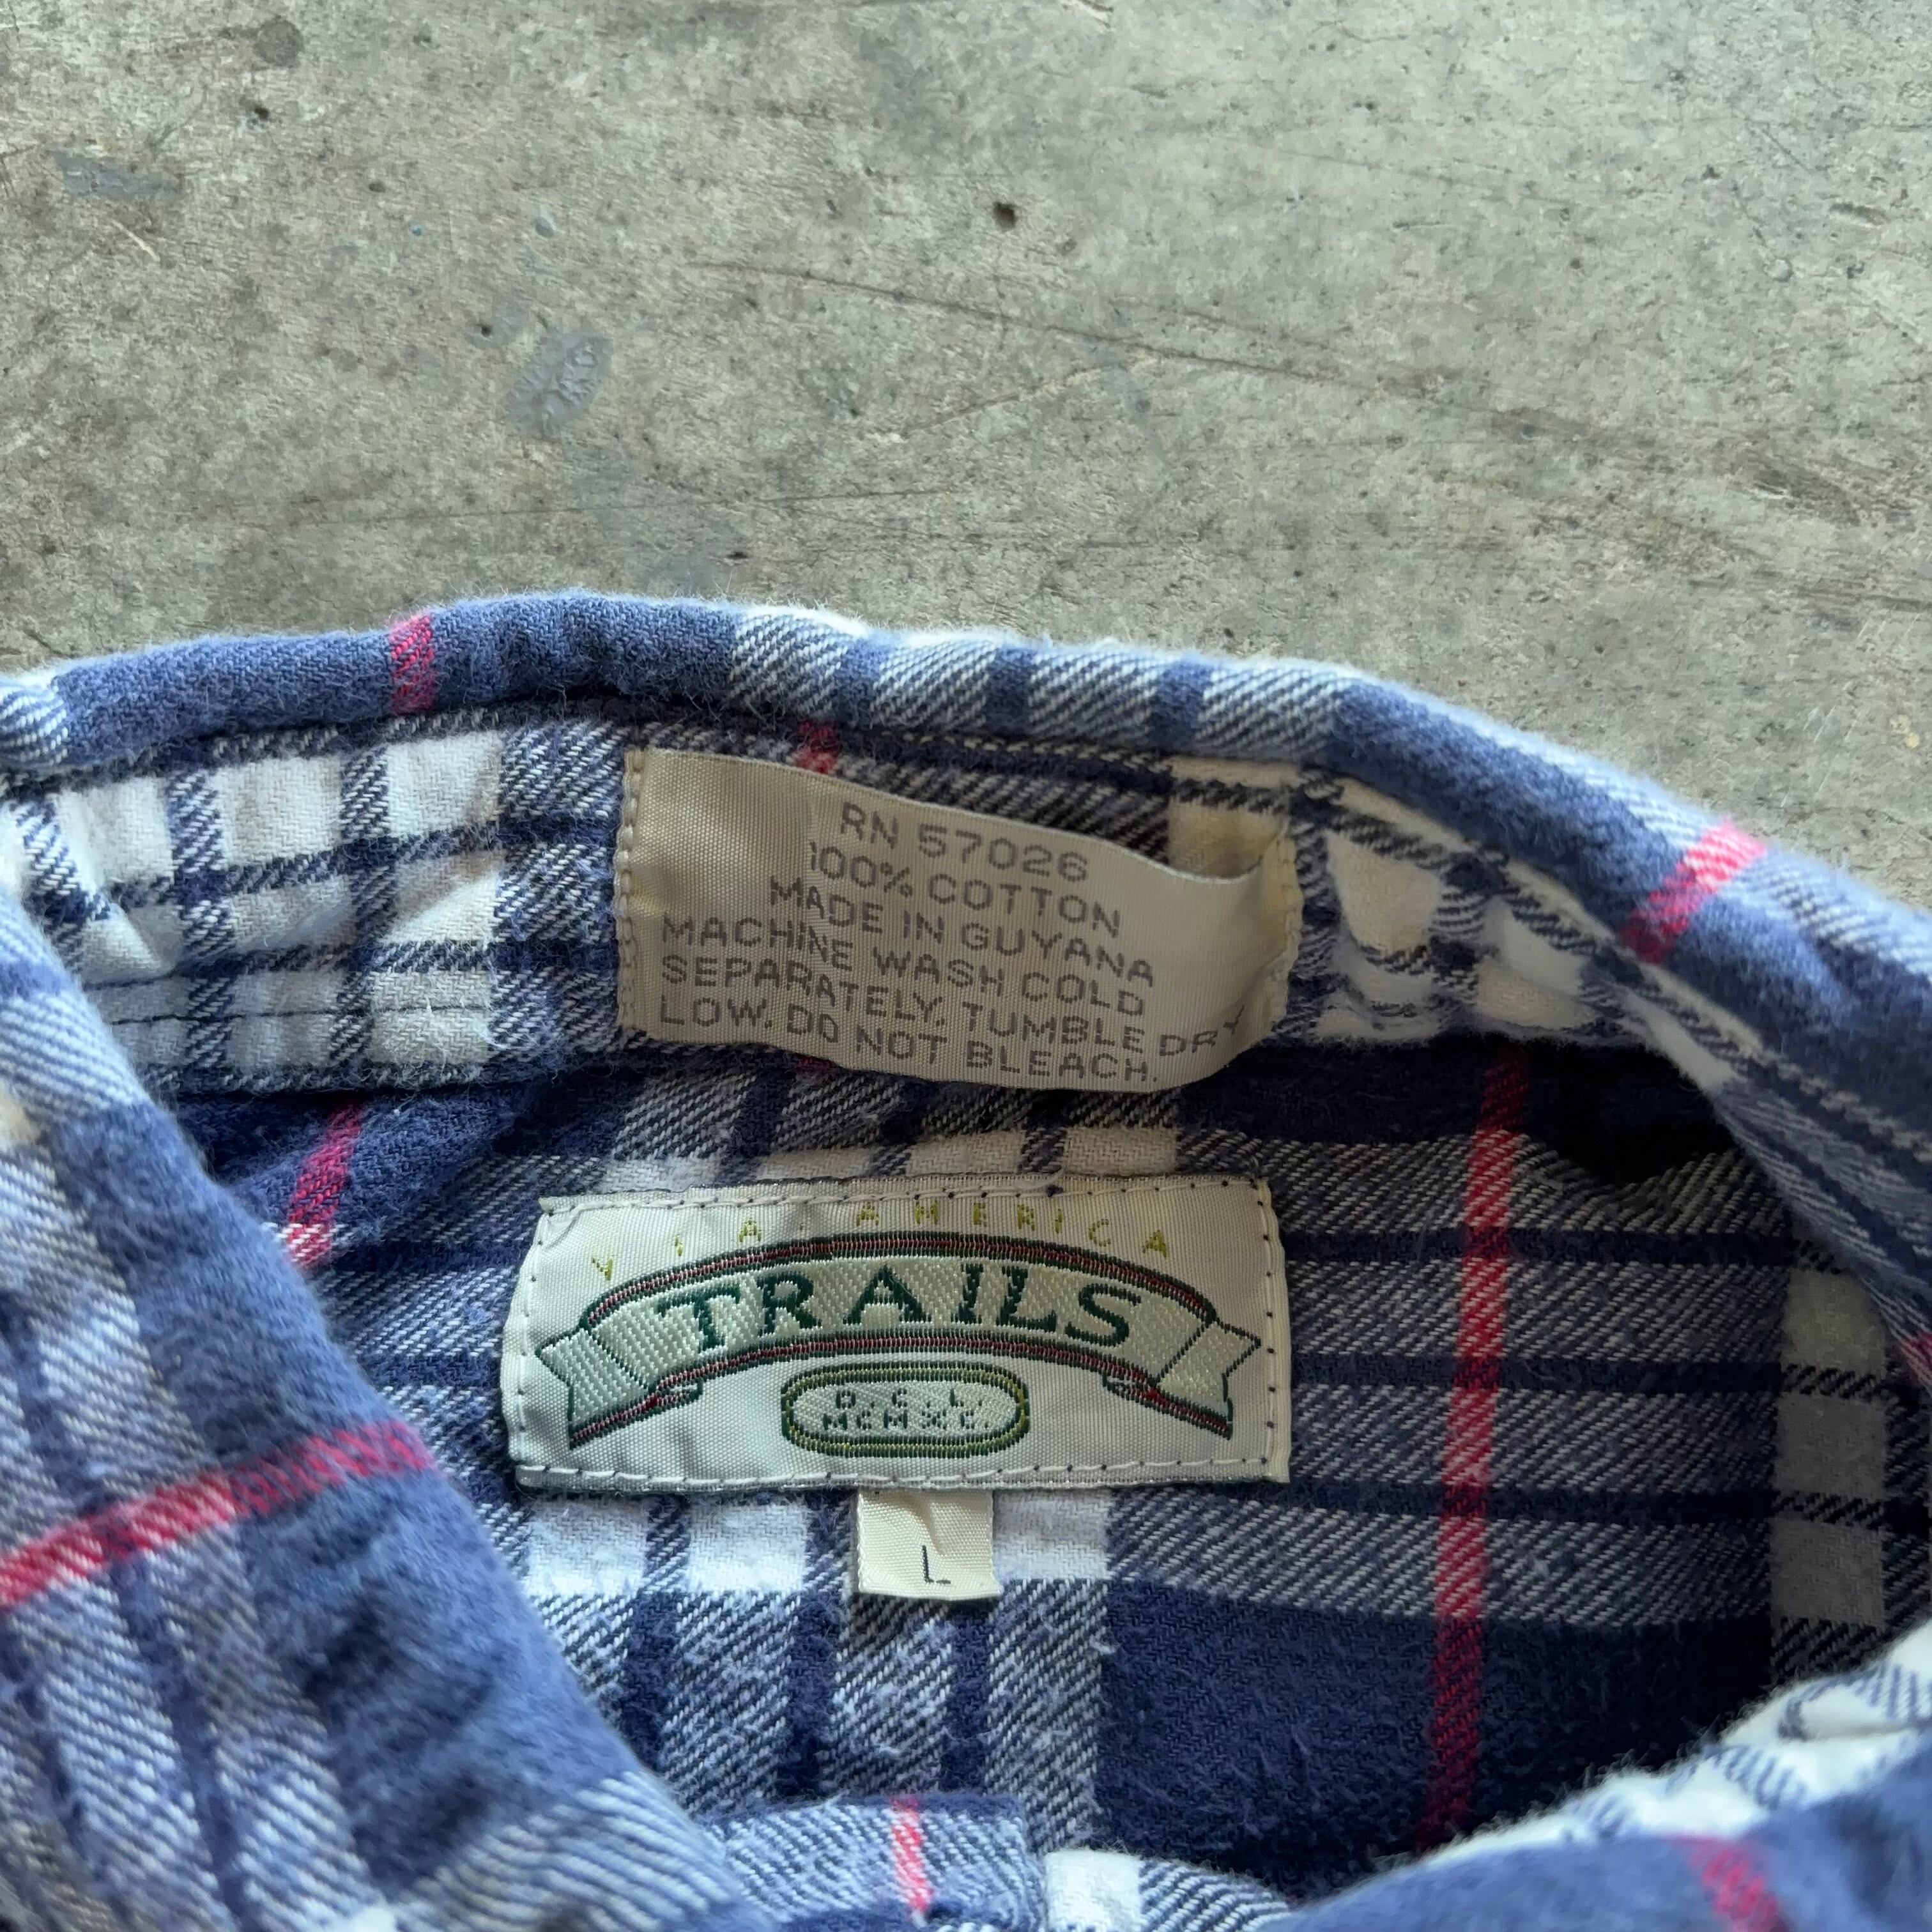 RN 57026
100% COTTON
MADE IN GUYANA
MACHINE WASH COLD
SEPARATELY. TUMBLE DRY
LOW. DO NOT BLEACH.
VIA. AMERICA
TRAILS
MCMXC.
L